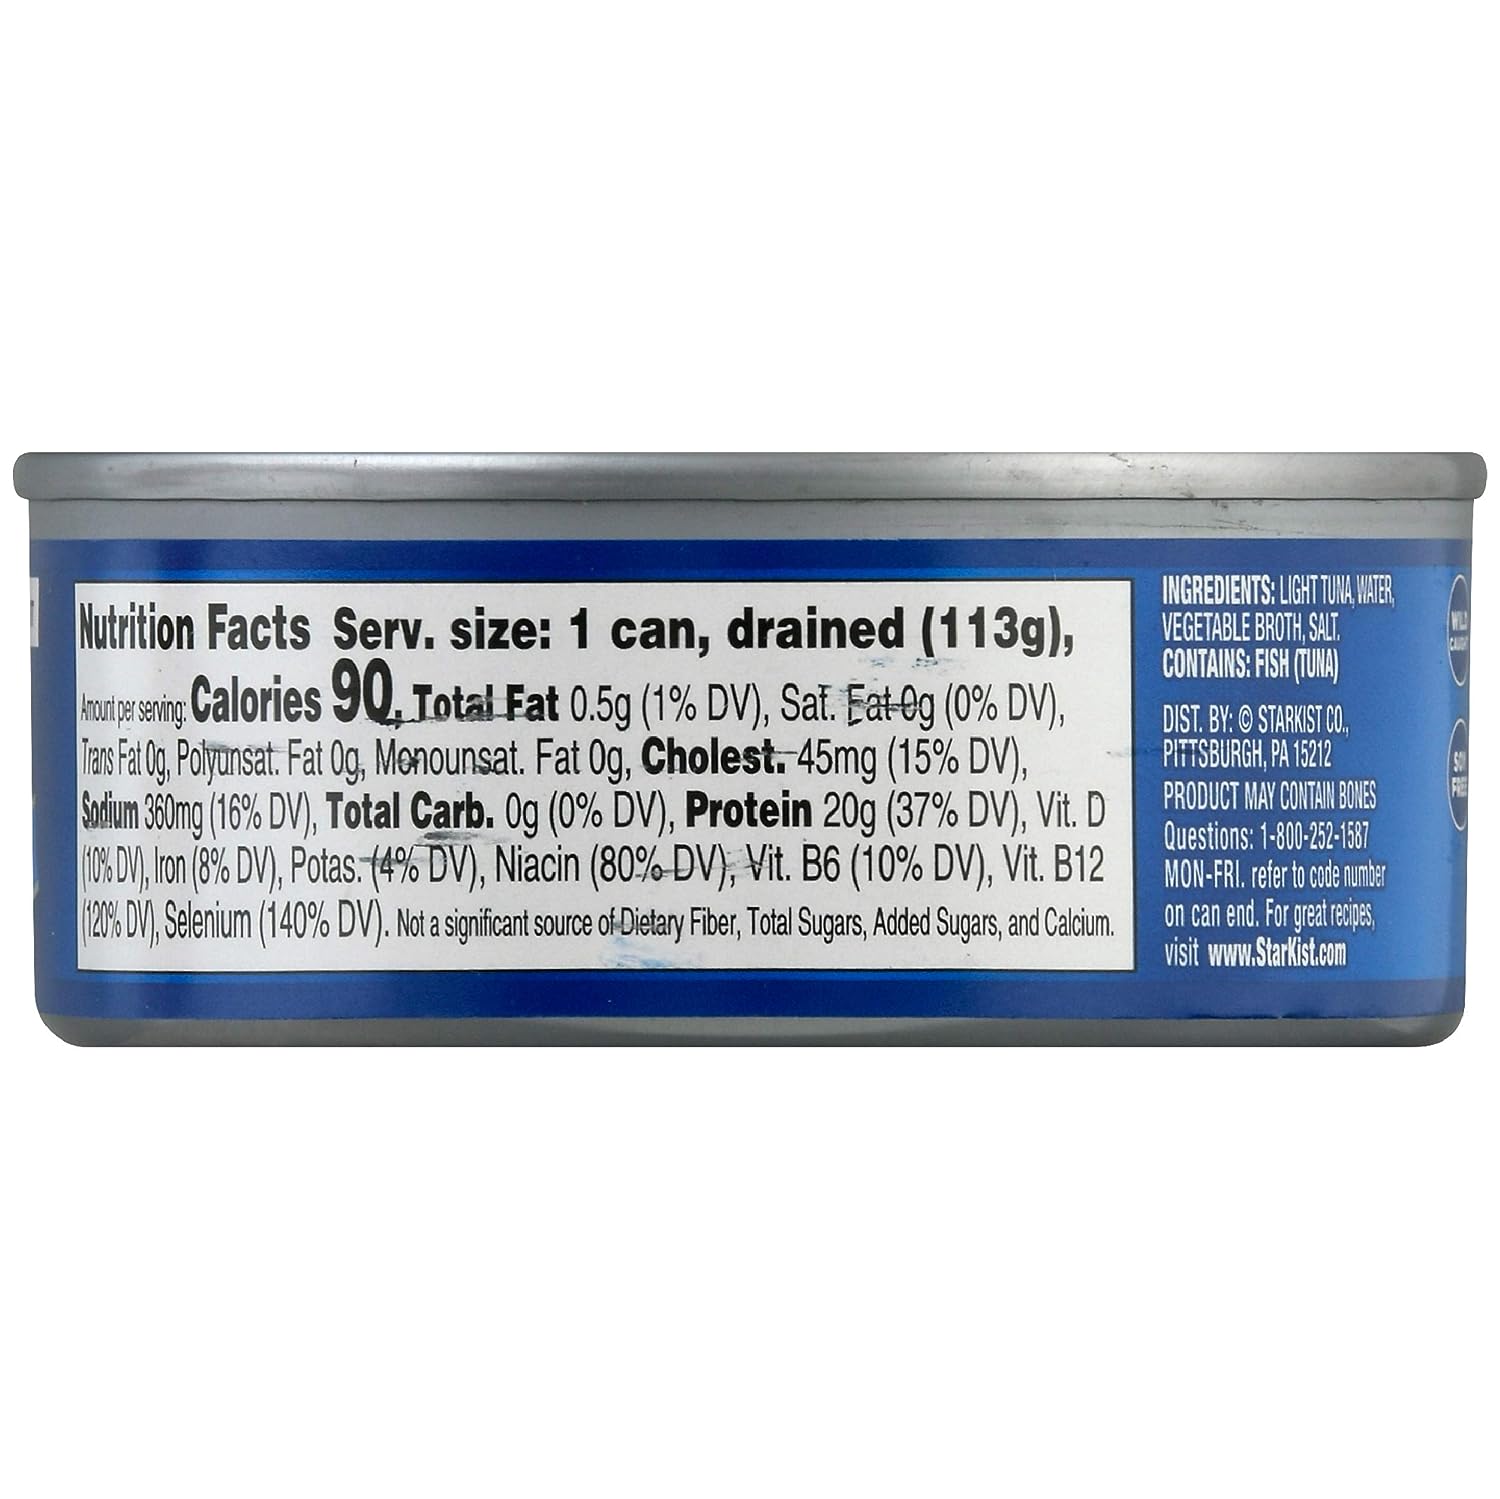 Nutrition Facts Serv. size: 1 can, drained (113g),
Amount per serving: Calories 90. Total Fat 0.5g (1% DV), Sat. Fat 0g (0% DV),
Trans Fat 0g, Polyunsat. Fat 0g, Monounsat. Fat 0g, Cholest. 45mg (15% DV),
Sodium 360mg (16% DV), Total Carb. 0g (0% DV), Protein 20g (37% DV), Vit. D
(10% DV), Iron (8% DV), Potas. (4% DV), Niacin (80% DV), Vit. B6 (10% DV), Vit. B12
(120% DV), Selenium (140% DV). Not a significant source of Dietary Fiber, Total Sugars, Added Sugars, and Calcium.
INGREDIENTS: LIGHT TUNA, WATER,
VEGETABLE BROTH, SALT.
CONTAINS: FISH (TUNA)
DIST. BY: © STARKIST CO.,
PITTSBURGH, PA 15212
PRODUCT MAY CONTAIN BONES
Questions: 1-800-252-1587
MON-FRI. refer to code number
on can end. For great recipes,
visit www.StarKist.com